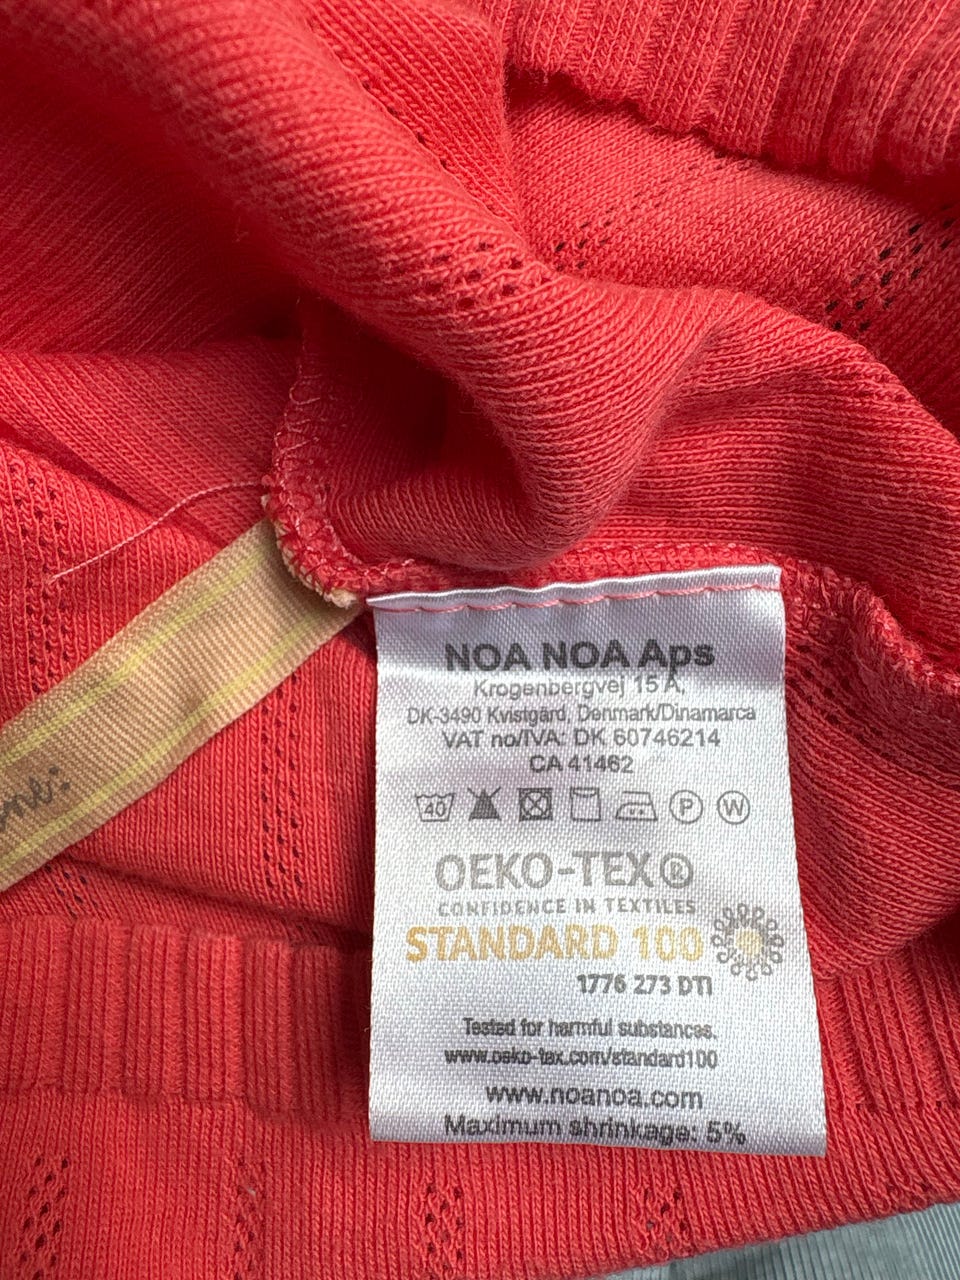 NOA NOA Aps
Krogenbergvej 15 A,
DK-3490 Kvistgård, Denmark/Dinamarca
VAT no/IVA: DK 60746214
CA 41462
40 P W
OEKO-TEX®
CONFIDENCE IN TEXTILES
STANDARD 100
1776 273 DTI
Tested for harmful substances.
www.oeko-tex.com/standard100
www.noanoa.com
Maximum shrinkage: 5%